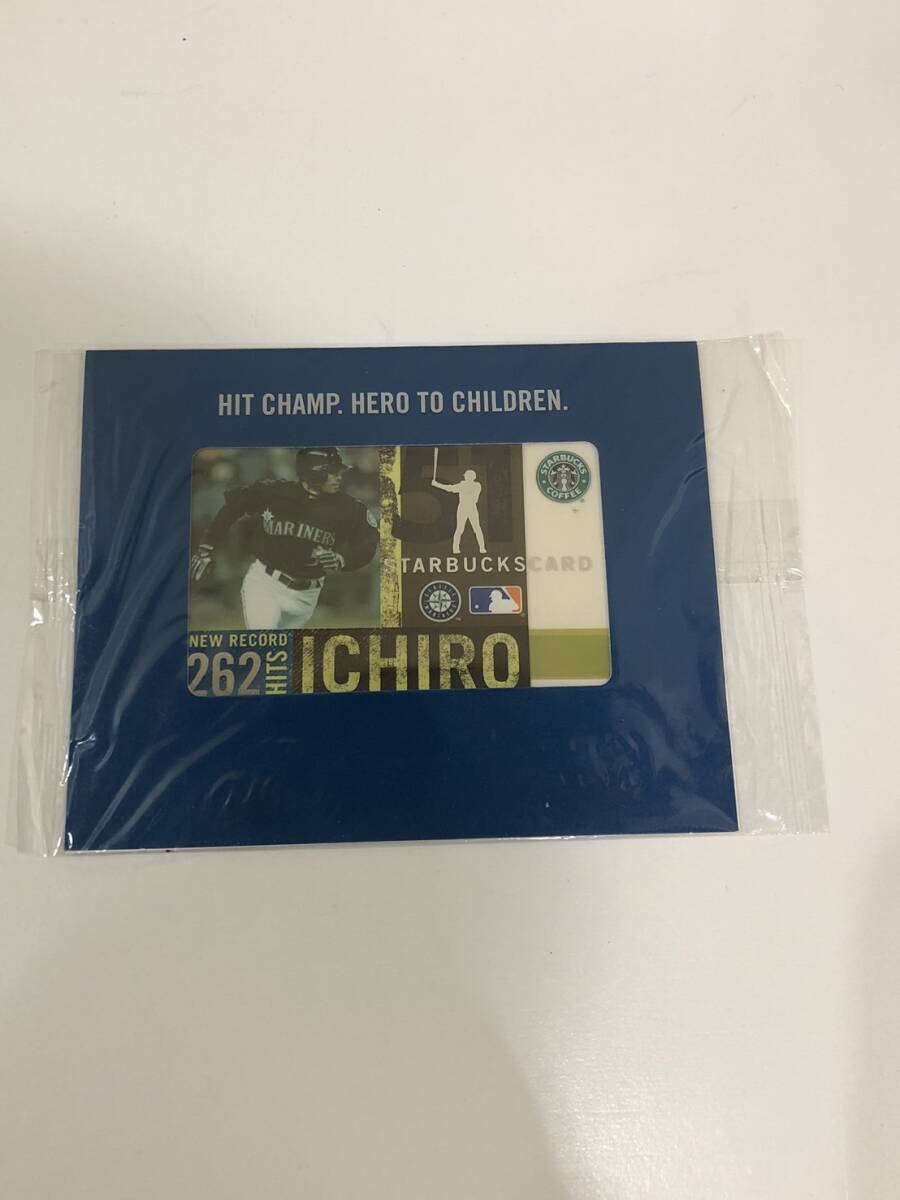 HIT CHAMP. HERO TO CHILDREN.
MARINERS
51
STARBUCKS
COFFEE
®
STARBUCKS CARD
NEW RECORD
262
HITS
ICHIRO